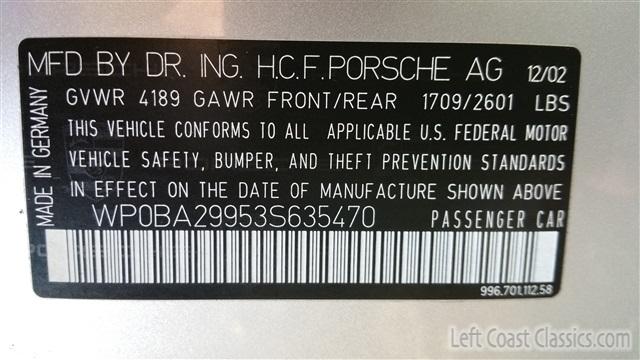 MFD BY DR. ING. H.C.F. PORSCHE AG 12/02
GVWR 4189 GAWR FRONT/REAR 1709/2601 LBS
THIS VEHICLE CONFORMS TO ALL APPLICABLE U.S. FEDERAL MOTOR
VEHICLE SAFETY, BUMPER, AND THEFT PREVENTION STANDARDS
IN EFFECT ON THE DATE OF MANUFACTURE SHOWN ABOVE
WP0BA29953S635470 PASSENGER CAR
MADE IN GERMANY
996.701.112.58
Left Coast Classics.com